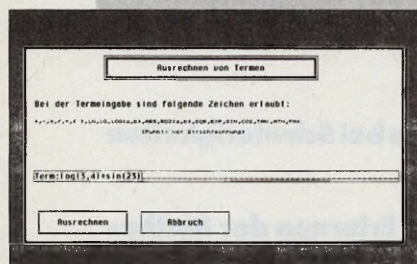 Ausrechnen von Termen
Bei der Termeingabe sind folgende Zeichen erlaubt:
(Punkt- vor Strichrechnung)
Term:log(5,4)+sin(23)
Ausrechnen
Abbruch